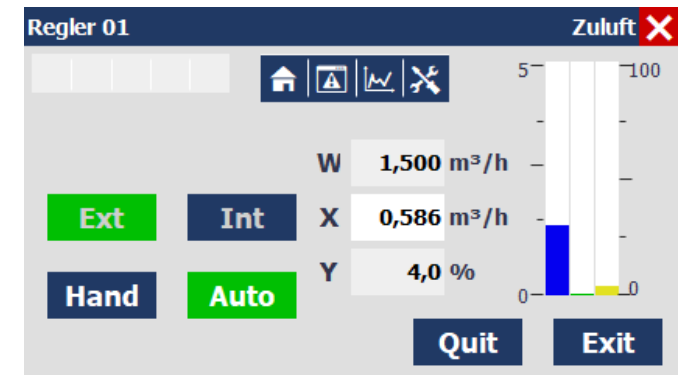 Regler 01 Zuluft
5 100
W 1,500 m³/h
Ext Int X 0,586 m³/h
Y 4,0 %
Hand Auto
0 0
Quit Exit